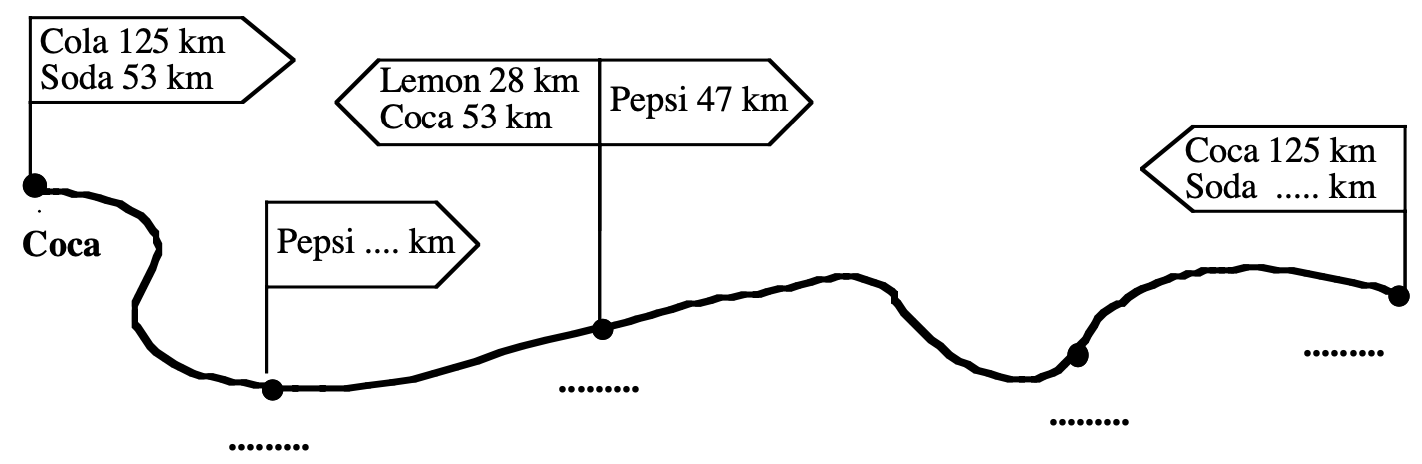 Cola 125 km
Soda 53 km
Lemon 28 km
Coca 53 km
Pepsi 47 km
Coca 125 km
Soda ..... km
Coca
Pepsi .... km
.........
.........
.........
.........